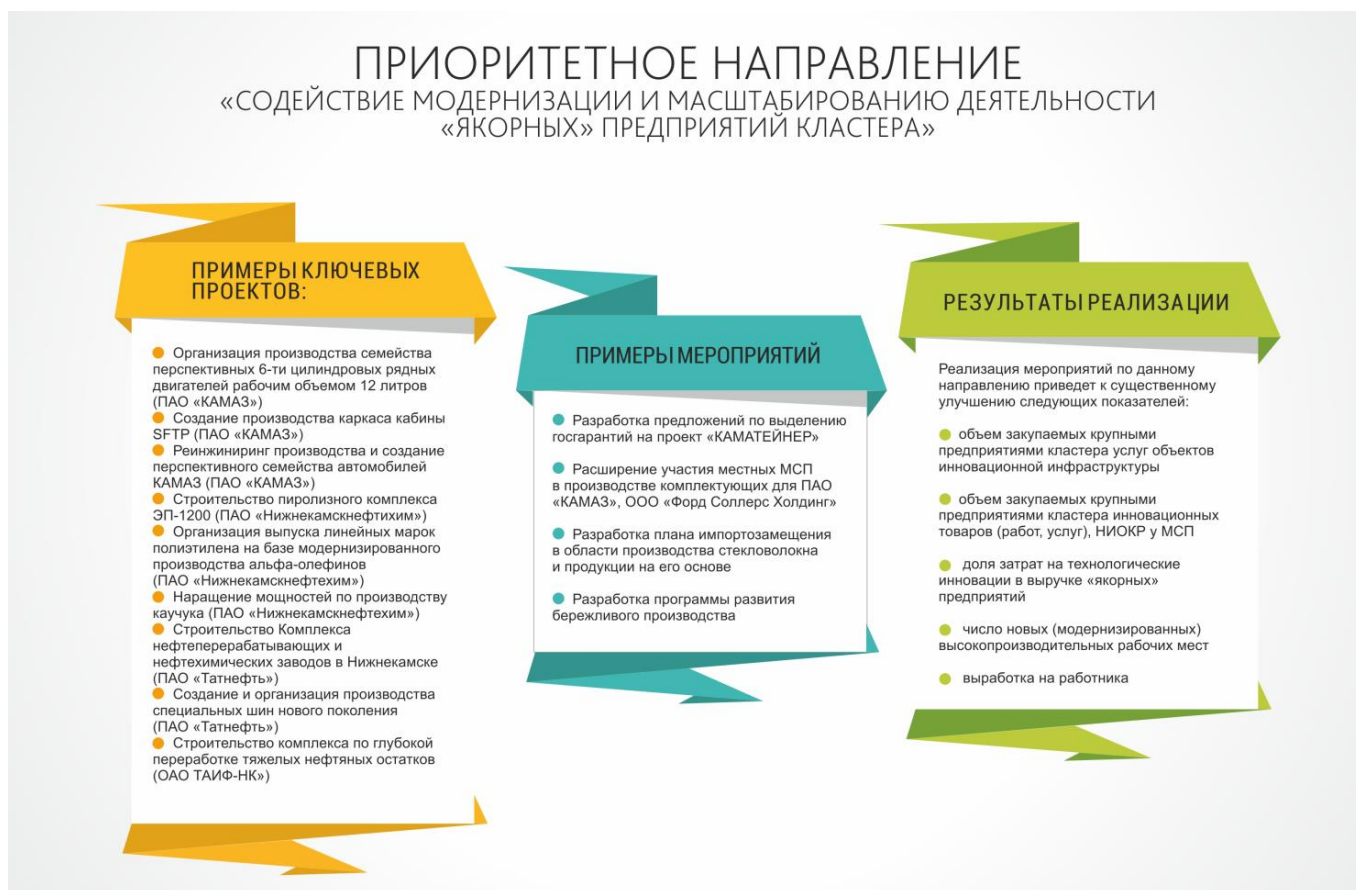 ПРИОРИТЕТНОЕ НАПРАВЛЕНИЕ
«СОДЕЙСТВИЕ МОДЕРНИЗАЦИИ И МАСШТАБИРОВАНИЮ ДЕЯТЕЛЬНОСТИ
«ЯКОРНЫХ» ПРЕДПРИЯТИЙ КЛАСТЕРА»
ПРИМЕРЫ КЛЮЧЕВЫХ
ПРОЕКТОВ:
● Организация производства семейства
перспективных 6-ти цилиндровых рядных
двигателей рабочим объемом 12 литров
(ПАО «КАМАЗ»)
● Создание производства каркаса кабины
SFTP (ПАО «КАМАЗ»)
● Реинжиниринг производства и создание
перспективного семейства автомобилей
КАМАЗ (ПАО «КАМАЗ»)
● Строительство пиролизного комплекса
ЭП-1200 (ПАО «Нижнекамскнефтихим»)
● Организация выпуска линейных марок
полиэтилена на базе модернизированного
производства альфа-олефинов
(ПАО «Нижнекамскнефтехим»)
● Наращение мощностей по производству
каучука (ПАО «Нижнекамскнефтехим»)
● Строительство Комплекса
нефтеперерабатывающих и
нефтехимических заводов в Нижнекамске
(ПАО «Татнефть»)
● Создание и организация производства
специальных шин нового поколения
(ПАО «Татнефть»)
● Строительство комплекса по глубокой
переработке тяжелых нефтяных остатков
(ОАО ТАИФ-НК»)
ПРИМЕРЫ МЕРОПРИЯТИЙ
● Разработка предложений по выделению
госгарантий на проект «КАМАТЕЙНЕР»
● Расширение участия местных МСП
в производстве комплектующих для ПАО
«КАМАЗ», ООО «Форд Соллерс Холдинг»
● Разработка плана импортозамещения
в области производства стекловолокна
и продукции на его основе
● Разработка программы развития
бережливого производства
РЕЗУЛЬТАТЫ РЕАЛИЗАЦИИ
Реализация мероприятий по данному
направлению приведет к существенному
улучшению следующих показателей:
● объем закупаемых крупными
предприятиями кластера услуг объектов
инновационной инфраструктуры
● объем закупаемых крупными
предприятиями кластера инновационных
товаров (работ, услуг), НИОКР у МСП
● доля затрат на технологические
инновации в выручке «якорных»
предприятий
● число новых (модернизированных)
высокопроизводительных рабочих мест
● выработка на работника